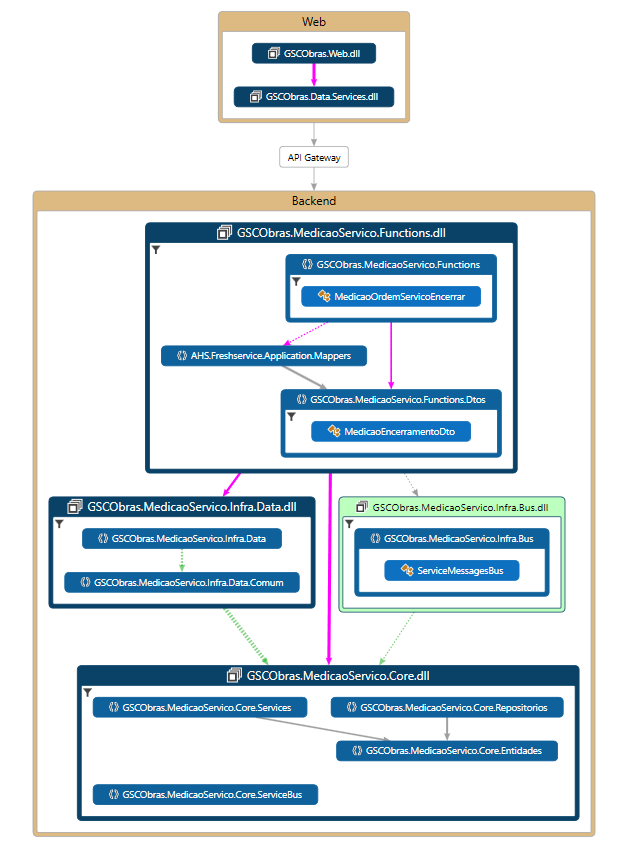 Web
GSCObras.Web.dll
GSCObras.Data.Services.dll
API Gateway
Backend
GSCObras.MedicaoServico.Functions.dll
GSCObras.MedicaoServico.Functions
MedicaoOrdemServicoEncerrar
AHS.Freshservice.Application.Mappers
GSCObras.MedicaoServico.Functions.Dtos
MedicaoEncerramentoDto
GSCObras.MedicaoServico.Infra.Data.dll
GSCObras.MedicaoServico.Infra.Bus.dll
GSCObras.MedicaoServico.Infra.Data
GSCObras.MedicaoServico.Infra.Bus
GSCObras.MedicaoServico.Infra.Data.Comum
ServiceMessagesBus
GSCObras.MedicaoServico.Core.dll
GSCObras.MedicaoServico.Core.Services
GSCObras.MedicaoServico.Core.Repositorios
GSCObras.MedicaoServico.Core.Entidades
GSCObras.MedicaoServico.Core.ServiceBus